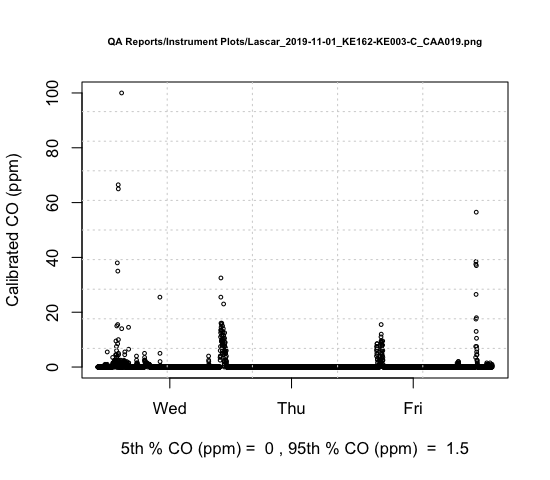 QA Reports/Instrument Plots/Lascar_2019-11-01_KE162-KE003-C_CAA019.png
Calibrated CO (ppm)
100
80
60
40
20
0
Wed Thu Fri
5th % CO (ppm) = 0 , 95th % CO (ppm) = 1.5